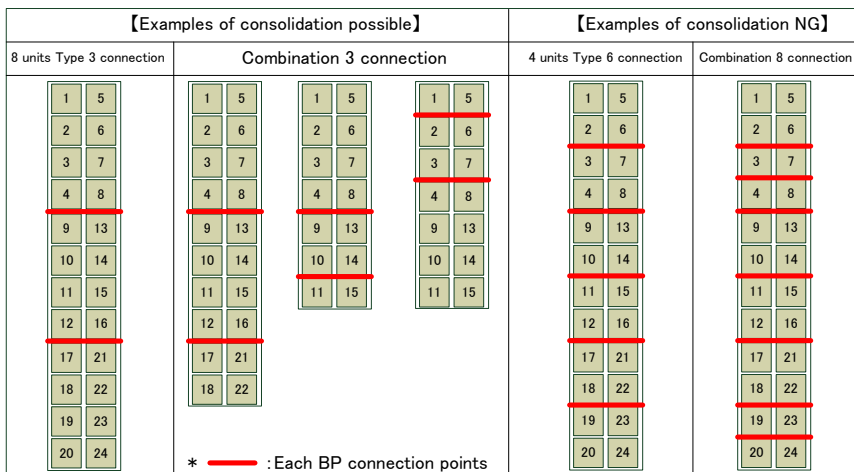 【Examples of consolidation possible】 【Examples of consolidation NG】
8 units Type 3 connection Combination 3 connection 4 units Type 6 connection Combination 8 connection
1 5 1 5 1 5 1 5 1 5 1 5
2 6 2 6 2 6 2 6 2 6 2 6
3 7 3 7 3 7 3 7 3 7 3 7
4 8 4 8 4 8 4 8 4 8 4 8
9 13 9 13 9 13 9 13 9 13 9 13
10 14 10 14 10 14 10 14 10 14 10 14
11 15 11 15 11 15 11 15 11 15 11 15
12 16 12 16 12 16 12 16
17 21 17 21 17 21 17 21
18 22 18 22 18 22 18 22
19 23 19 23 19 23
20 24 20 24 20 24
* :Each BP connection points